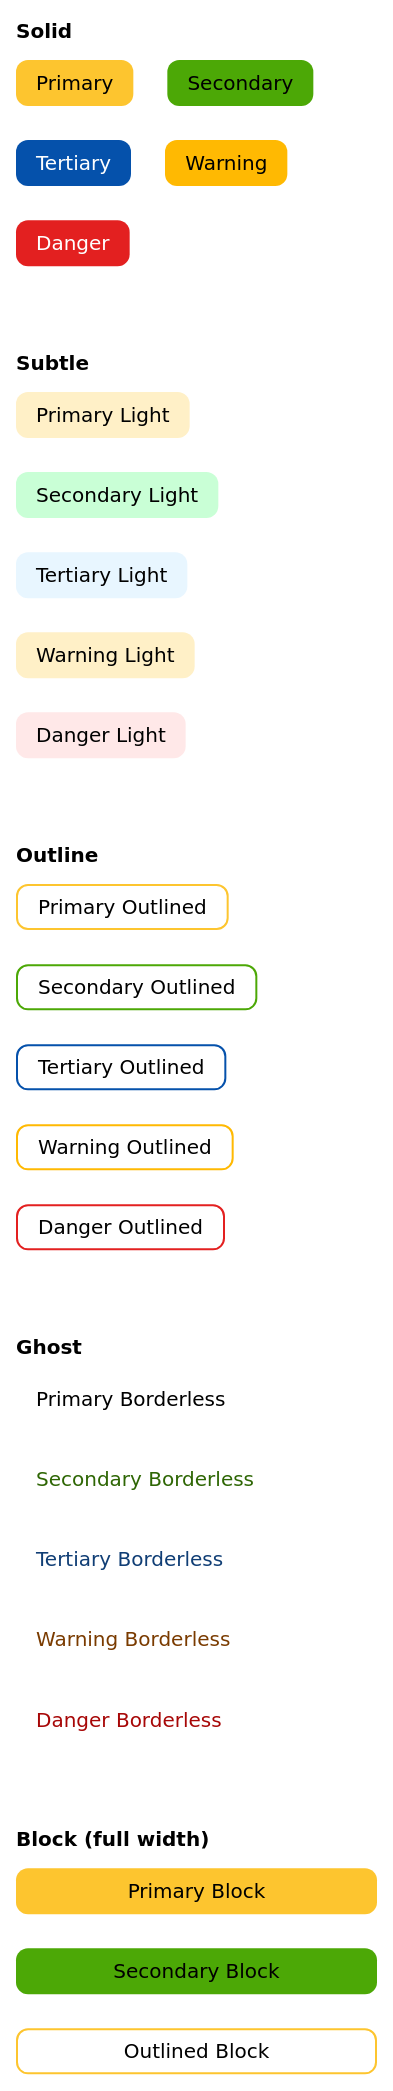 Solid
Primary Secondary
Tertiary Warning
Danger
Subtle
Primary Light
Secondary Light
Tertiary Light
Warning Light
Danger Light
Outline
Primary Outlined
Secondary Outlined
Tertiary Outlined
Warning Outlined
Danger Outlined
Ghost
Primary Borderless
Secondary Borderless
Tertiary Borderless
Warning Borderless
Danger Borderless
Block (full width)
Primary Block
Secondary Block
Outlined Block